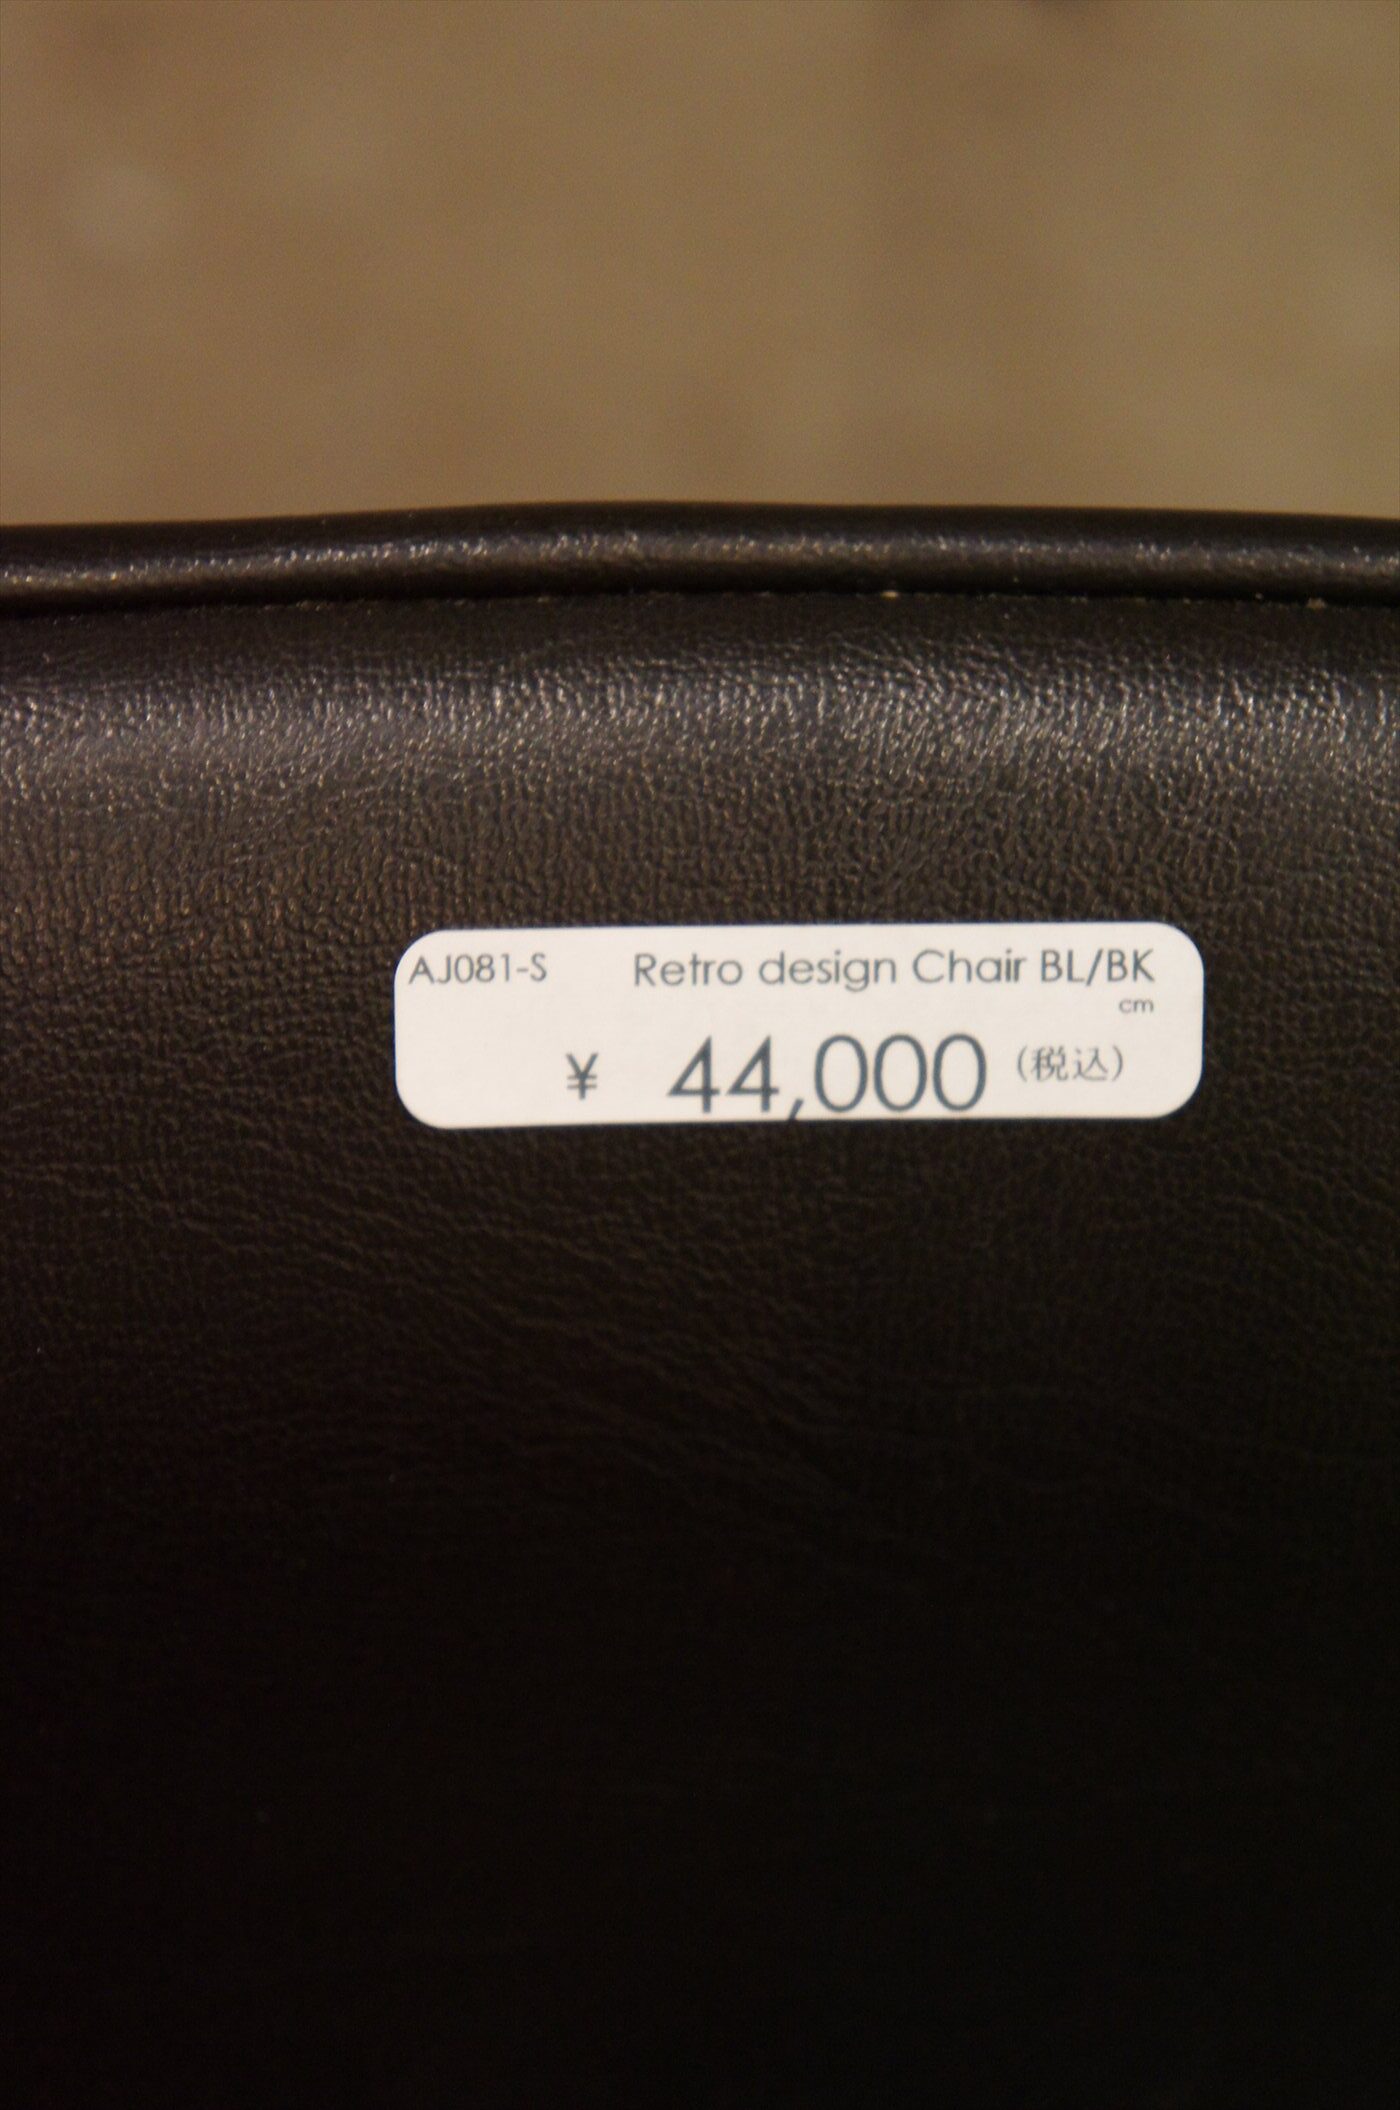 AJ081-S Retro design Chair BL/BK
cm
¥ 44,000 (税込)